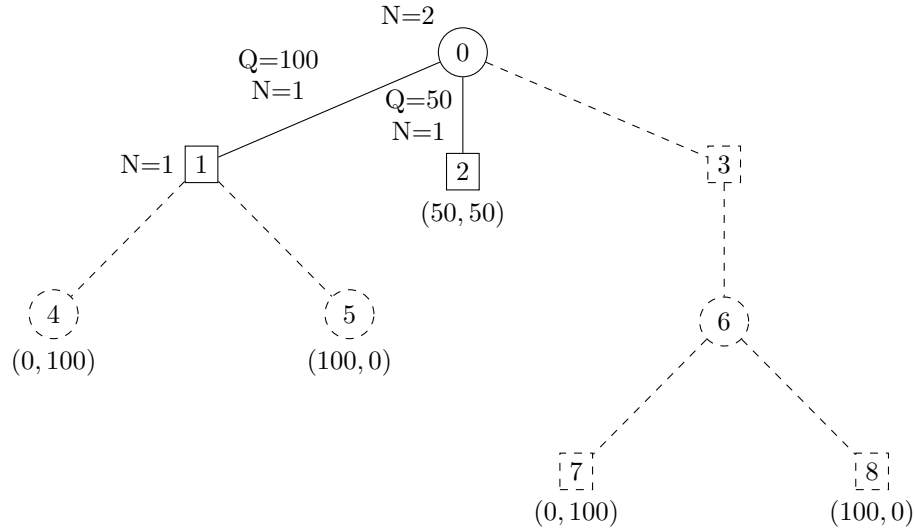 N=2
0
Q=100
N=1
Q=50
N=1
N=1
1
2
3
(50, 50)
4
5
6
(0, 100)
(100, 0)
7
8
(0, 100)
(100, 0)